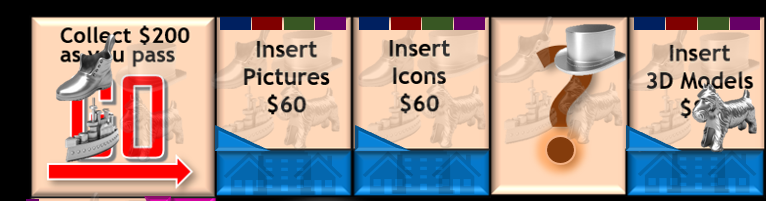 Collect $200
as you pass
GO
Insert
Pictures
$60
Insert
Icons
$60
?
Insert
3D Models
$